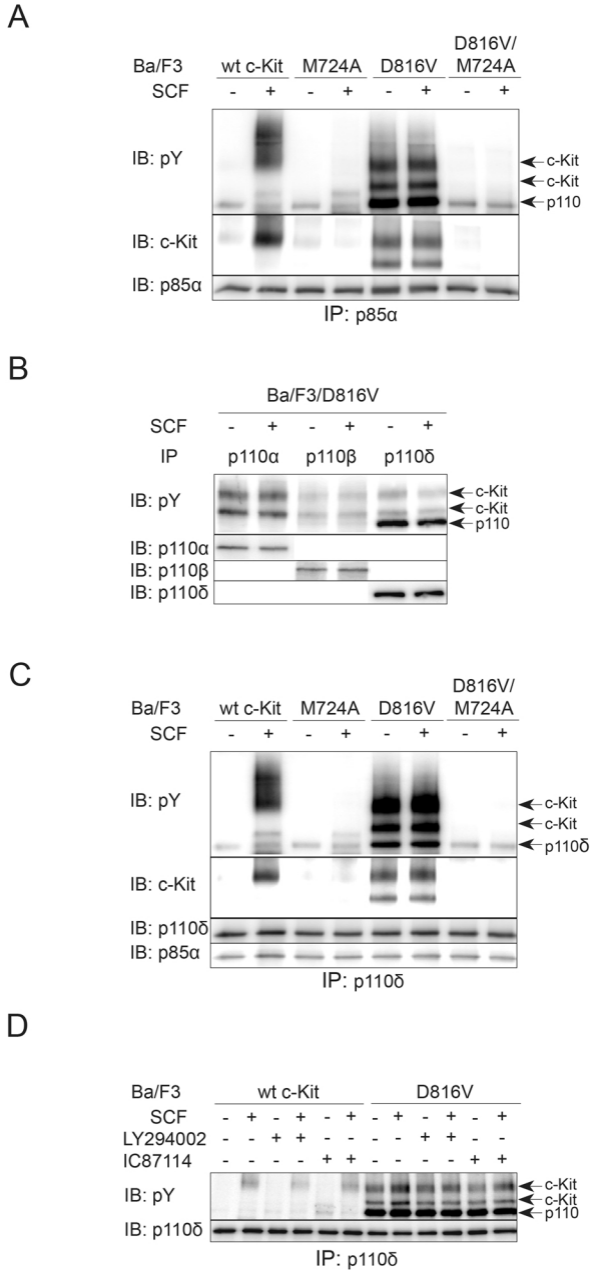 A
D816V/
Ba/F3 wt c-Kit M724A D816V M724A
SCF - + - + - + - +
IB: pY
c-Kit
c-Kit
p110
IB: c-Kit
IB: p85α
IP: p85α
B
Ba/F3/D816V
SCF - + - + - +
IP p110α p110β p110δ
IB: pY
c-Kit
c-Kit
p110
IB: p110α
IB: p110β
IB: p110δ
C
D816V/
Ba/F3 wt c-Kit M724A D816V M724A
SCF - + - + - + - +
IB: pY
c-Kit
c-Kit
p110δ
IB: c-Kit
IB: p110δ
IB: p85α
IP: p110δ
D
Ba/F3 wt c-Kit D816V
SCF - + - + - + - + - + - +
LY294002 - - + + - - - - + + - -
IC87114 - - - - + + - - - - + +
IB: pY
c-Kit
c-Kit
p110
IB: p110δ
IP: p110δ